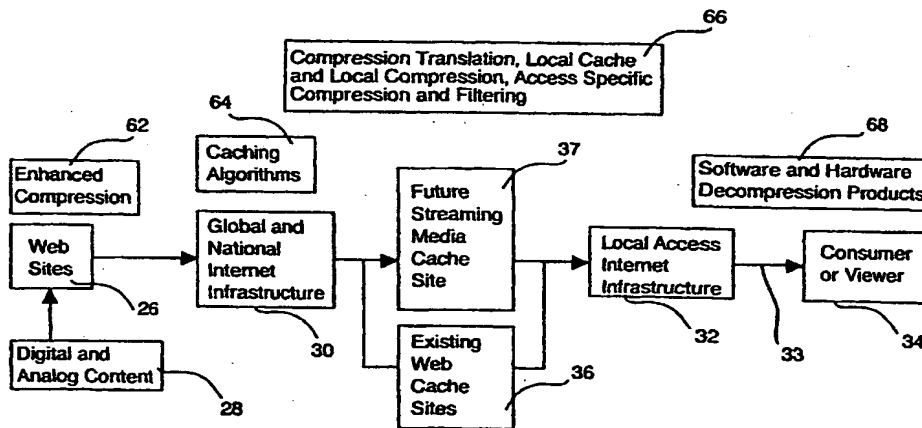 66
Compression Translation, Local Cache
and Local Compression, Access Specific
Compression and Filtering
62
64
37
68
Enhanced
Compression
Caching
Algorithms
Software and Hardware
Decompression Products
Web
Sites
Global and
National
Internet
Infrastructure
Future
Streaming
Media
Cache
Site
Local Access
Internet
Infrastructure
Consumer
or Viewer
26
30
32
33
34
Digital and
Analog Content
28
Existing
Web
Cache
Sites
36